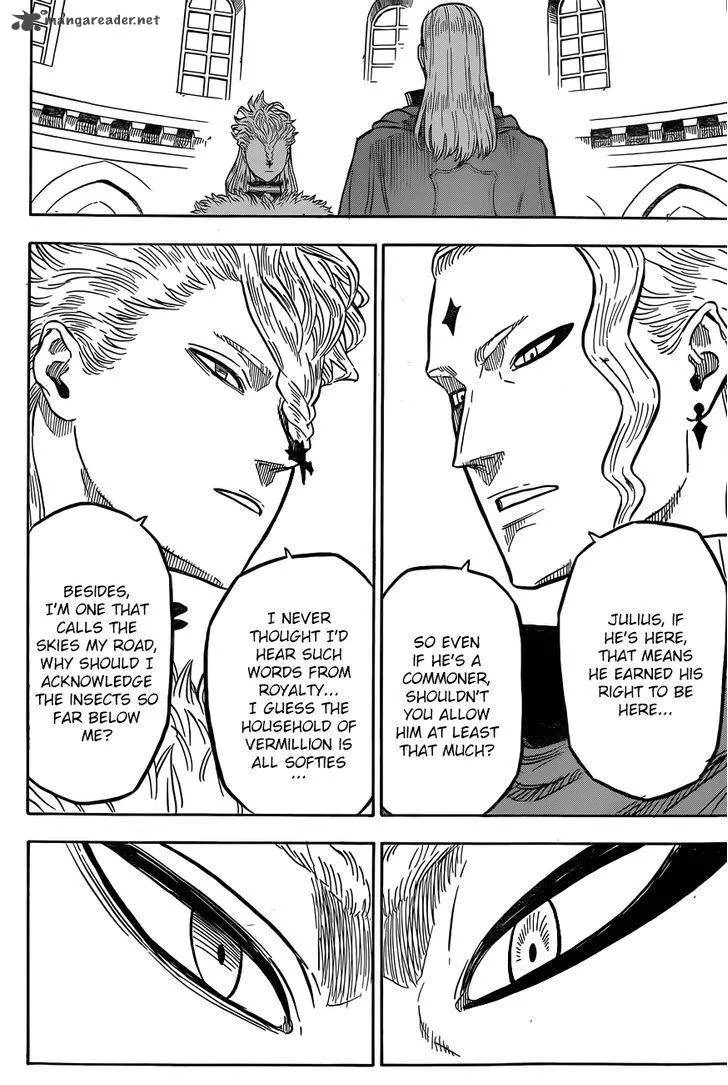 mangareader.net
JULIUS, IF
HE'S HERE,
THAT MEANS
HE EARNED HIS
RIGHT TO BE
HERE...
SO EVEN
IF HE'S A
COMMONER,
SHOULDN'T
YOU ALLOW
HIM AT LEAST
THAT MUCH?
I NEVER
THOUGHT I'D
HEAR SUCH
WORDS FROM
ROYALTY...
I GUESS THE
HOUSEHOLD OF
VERMILLION IS
ALL SOFTIES
...
BESIDES,
I'M ONE THAT
CALLS THE
SKIES MY ROAD,
WHY SHOULD I
ACKNOWLEDGE
THE INSECTS SO
FAR BELOW
ME?